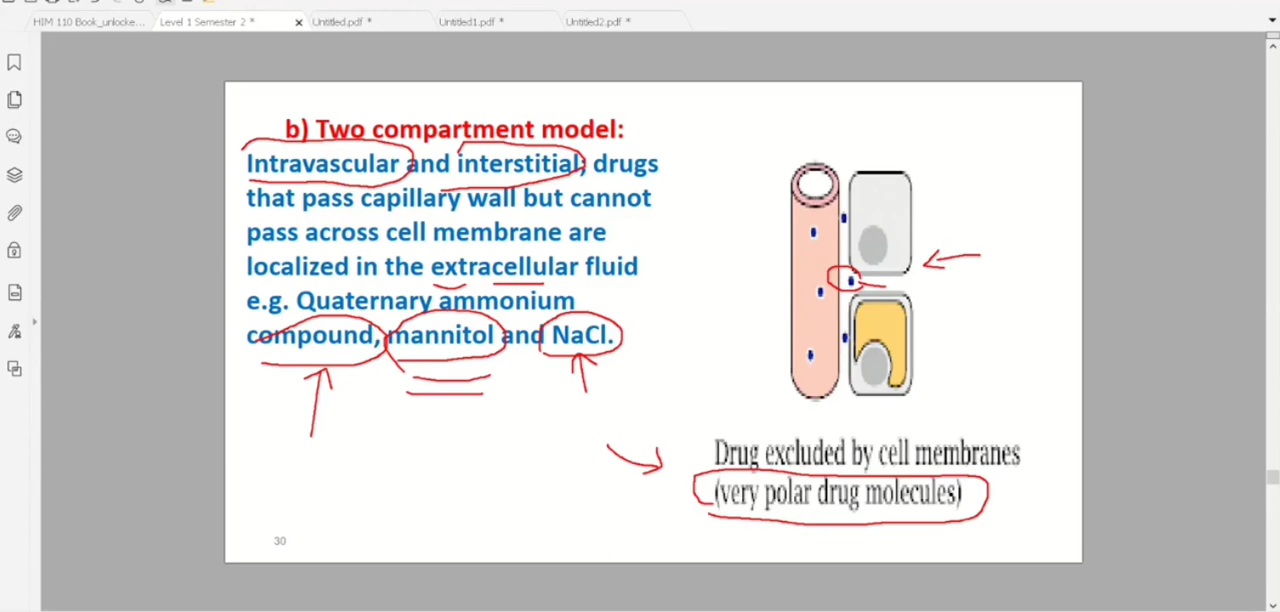 HIM 110 Book_unlocke... Level 1 Semester 2 * Untitled.pdf * Untitled1.pdf * Untitled2.pdf *
b) Two compartment model:
Intravascular and interstitial; drugs
that pass capillary wall but cannot
pass across cell membrane are
localized in the extracellular fluid
e.g. Quaternary ammonium
compound, mannitol and NaCl.
Drug excluded by cell membranes
(very polar drug molecules)
30